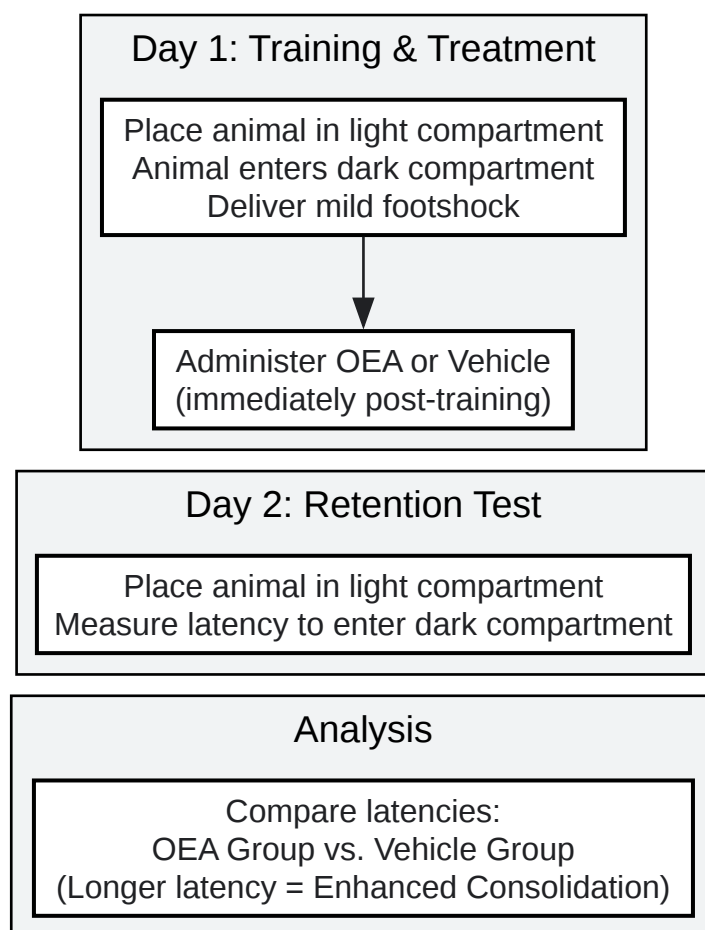 Day 1: Training & Treatment
Place animal in light compartment
Animal enters dark compartment
Deliver mild footshock
Administer OEA or Vehicle
(immediately post-training)
Day 2: Retention Test
Place animal in light compartment
Measure latency to enter dark compartment
Analysis
Compare latencies:
OEA Group vs. Vehicle Group
(Longer latency = Enhanced Consolidation)